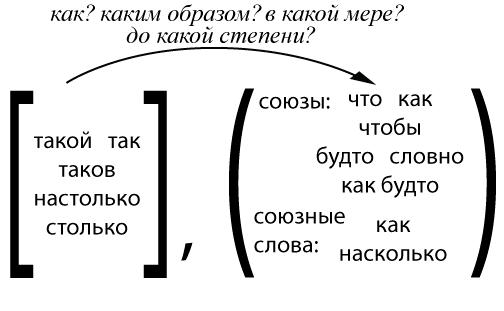 как? каким образом? в какой мере?
до какой степени?
такой так
таков
настолько
столько
,
союзы: что как
чтобы
будто словно
как будто
союзные
слова:
как
насколько